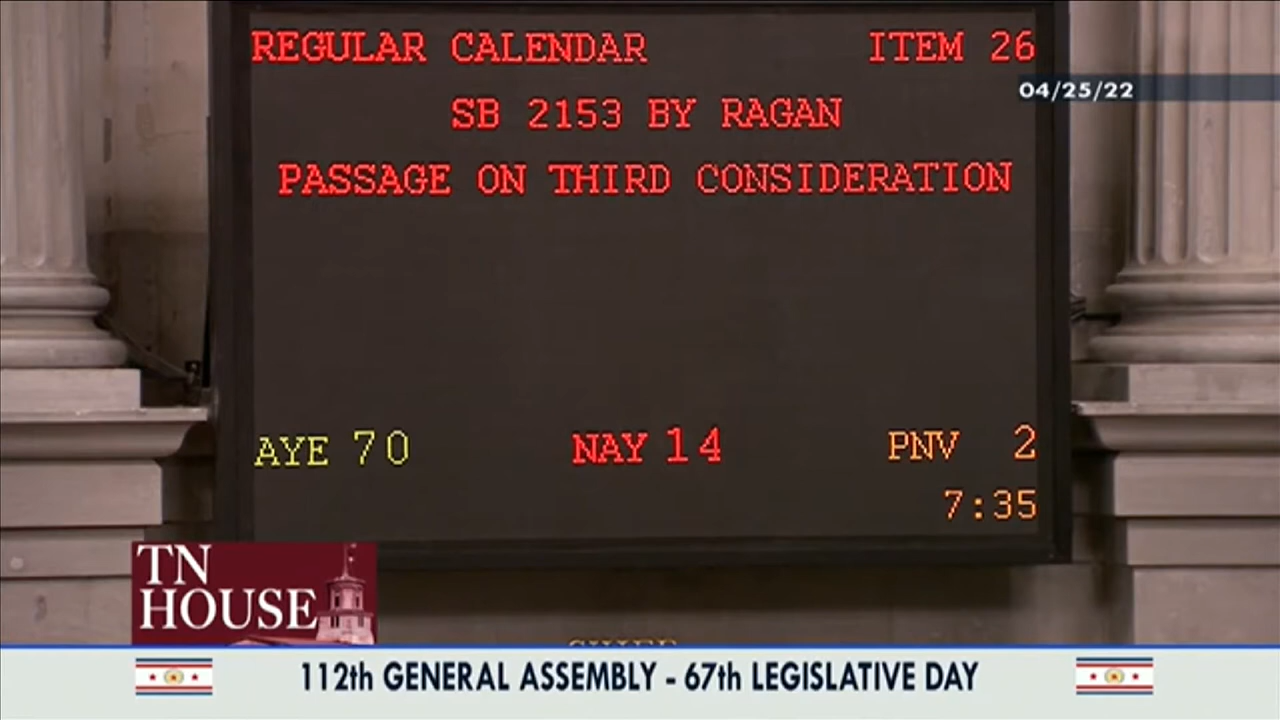 REGULAR CALENDAR ITEM 26
04/25/22
SB 2153 BY RAGAN
PASSAGE ON THIRD CONSIDERATION
AYE 70 NAY 14 PNV 2
7:35
TN
HOUSE
112th GENERAL ASSEMBLY - 67th LEGISLATIVE DAY